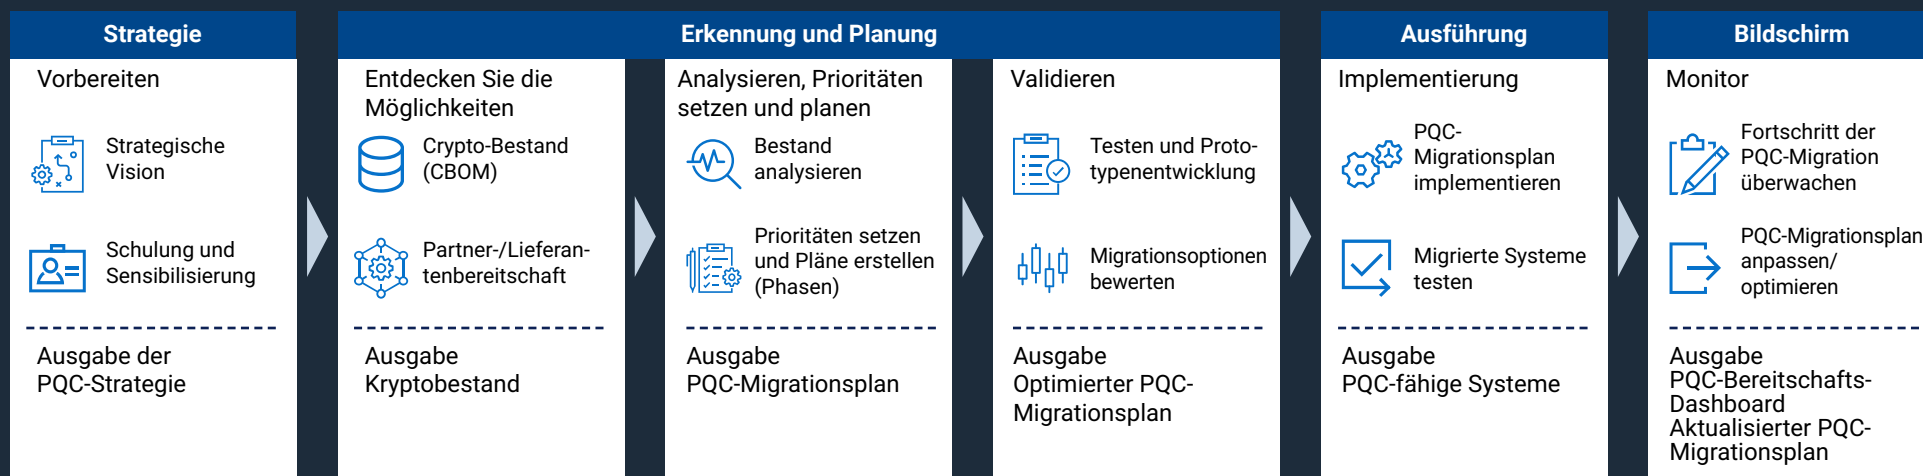 Strategie
Vorbereiten
Strategische
Vision
Schulung und
Sensibilisierung
Ausgabe der
PQC-Strategie
Erkennung und Planung
Entdecken Sie die
Möglichkeiten
Crypto-Bestand
(CBOM)
Partner-/Lieferan-
tenbereitschaft
Ausgabe
Kryptobestand
Analysieren, Prioritäten
setzen und planen
Bestand
analysieren
Prioritäten setzen
und Pläne erstellen
(Phasen)
Ausgabe
PQC-Migrationsplan
Validieren
Testen und Proto-
typenentwicklung
Migrationsoptionen
bewerten
Ausgabe
Optimierter PQC-
Migrationsplan
Ausführung
Implementierung
PQC-
Migrationsplan
implementieren
Migrierte Systeme
testen
Ausgabe
PQC-fähige Systeme
Bildschirm
Monitor
Fortschritt der
PQC-Migration
überwachen
PQC-Migrationsplan
anpassen/
optimieren
Ausgabe
PQC-Bereitschafts-
Dashboard
Aktualisierter PQC-
Migrationsplan